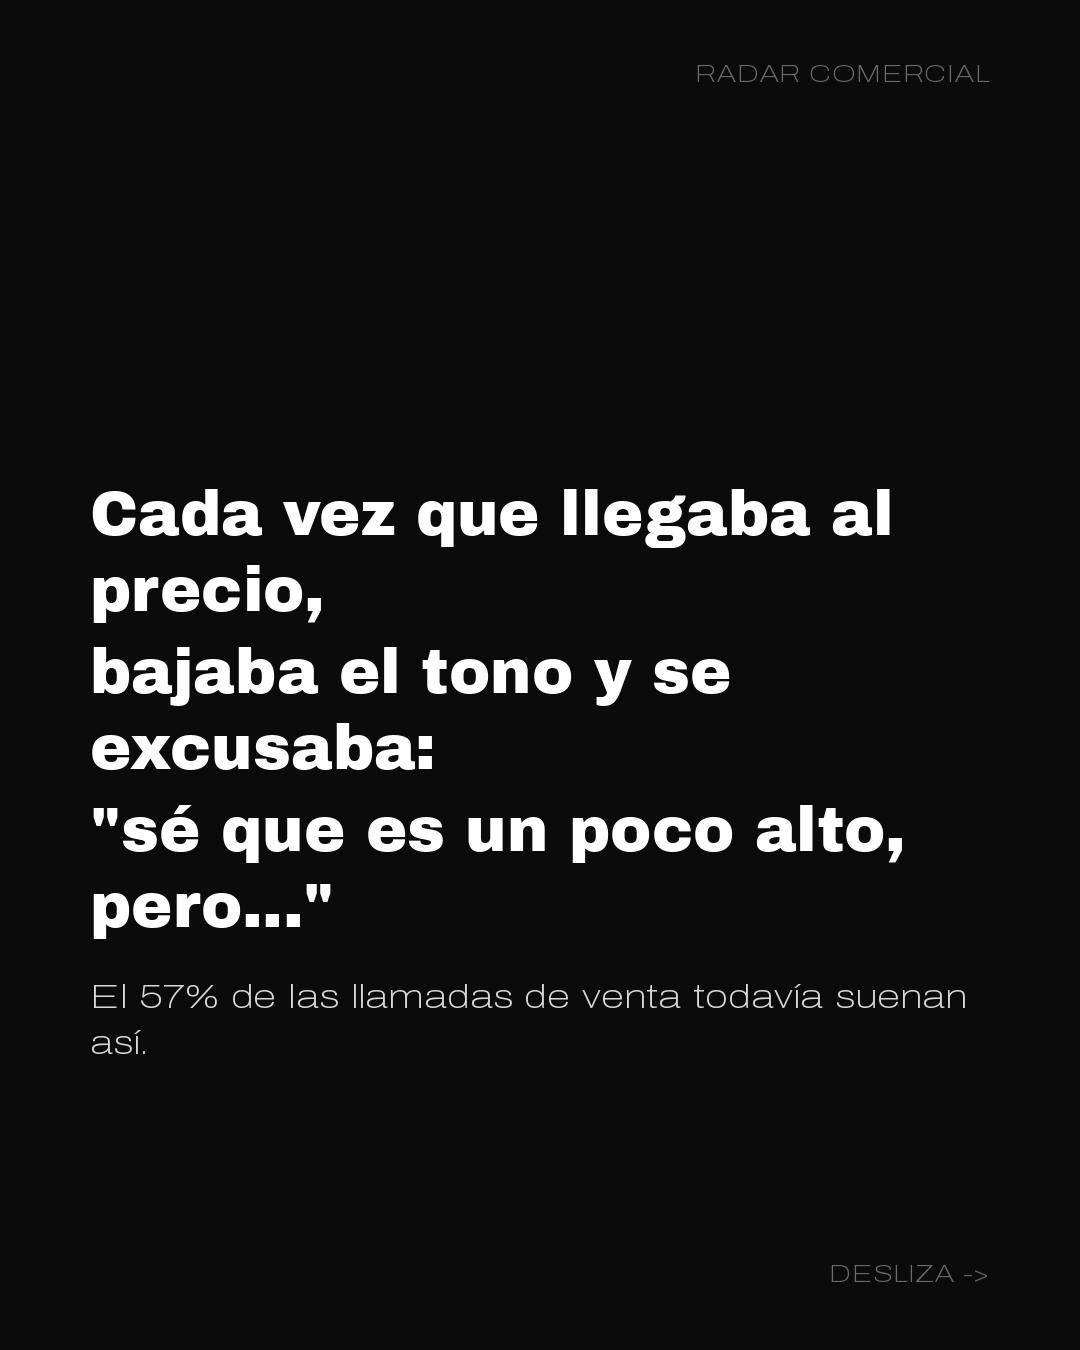 RADAR COMERCIAL
Cada vez que llegaba al
precio,
bajaba el tono y se
excusaba:
"sé que es un poco alto,
pero..."
El 57% de las llamadas de venta todavía suenan
así.
DESLIZA ->